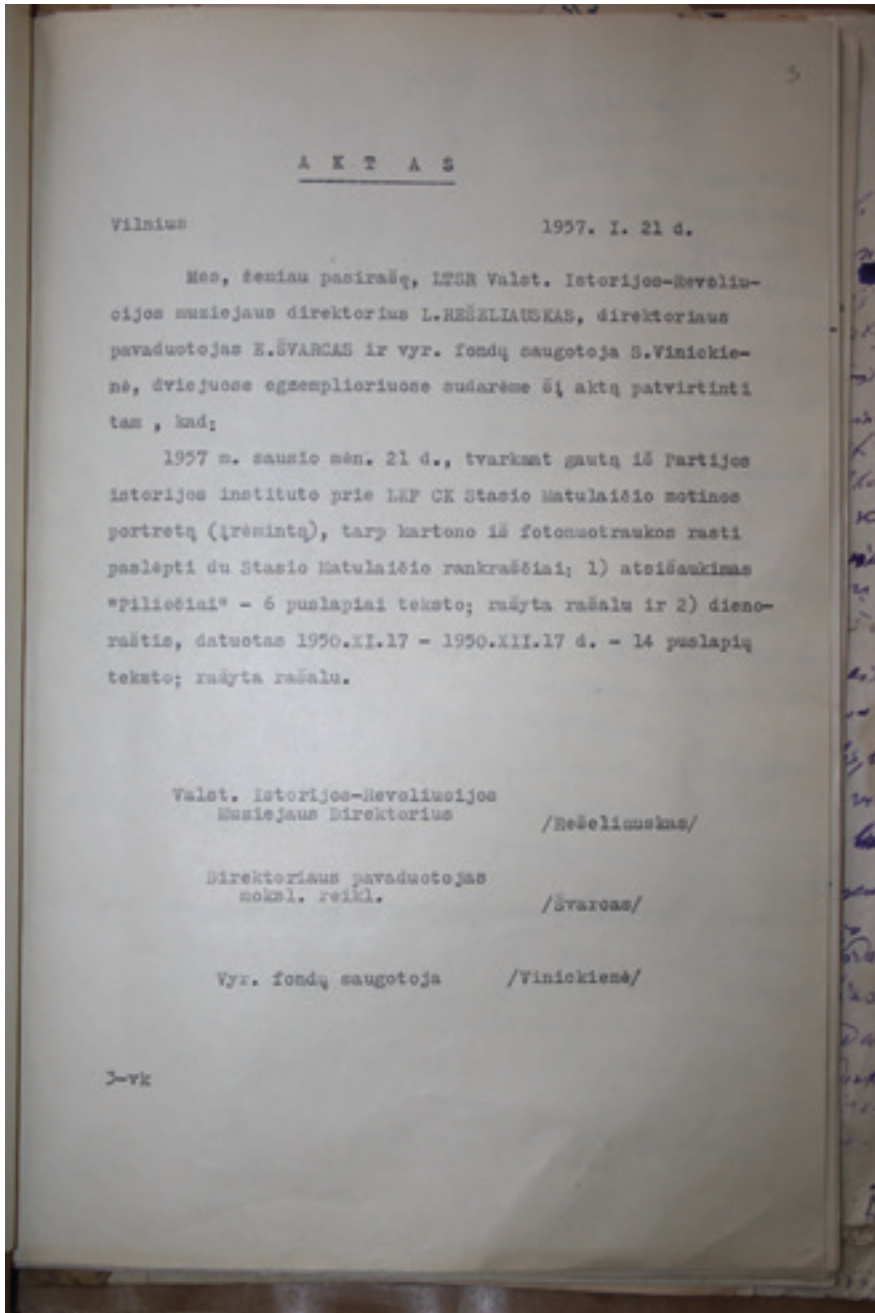 3
A K T A S
Vilnius 1957. I. 21 d.
Mes, žemiau pasirašę, LTSR Valst. Istorijos-Revoliu-
cijos muziejaus direktorius L.REŠELIAUSKAS, direktoriaus
pavaduotojas E.ŠVARCAS ir vyr. fondų saugotoja S.Vinickie-
nė, dviejuose egzemplioriuose sudarėme šį aktą patvirtinti
tam , kad:
1957 m. sausio mėn. 21 d., tvarkant gautą iš Partijos
istorijos instituto prie LKP CK Stasio Matulaičio motinos
portretą (įrėmintą), tarp kartono iš fotonuotraukos rasti
paslėpti du Stasio Matulaičio rankraščiai: 1) atsišaukimas
"Piliečiai" - 6 puslapiai teksto; rašyta rašalu ir 2) dieno-
raštis, datuotas 1950.XI.17 - 1950.XII.17 d. - 14 puslapių
teksto; rašyta rašalu.
Valst. Istorijos-Revoliucijos
Muziejaus Direktorius /Rešeliauskas/
Direktoriaus pavaduotojas
moksl. reikl. /Švarcas/
Vyr. fondų saugotoja /Vinickienė/
3-vk